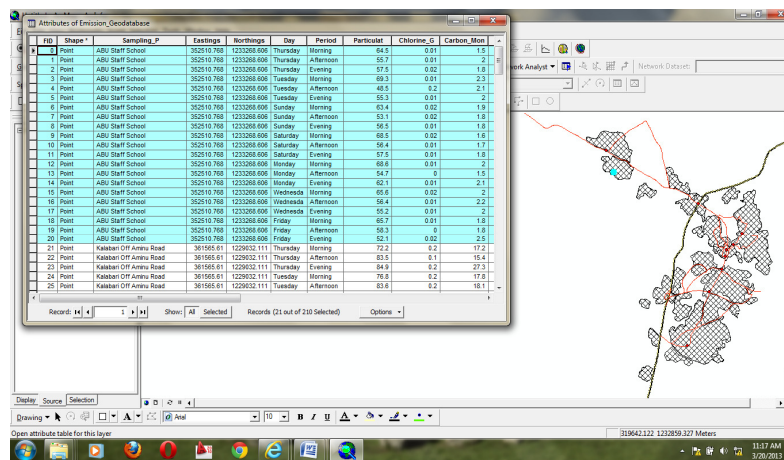 Attributes of Emission_Geodatabase
FID Shape * Sampling_P Eastings Northings Day Period Particulat Chlorine_G Carbon_Mon
0 Point ABU Staff School 352510.768 1233268.606 Thursday Morning 64.5 0.01 1.5
1 Point ABU Staff School 352510.768 1233268.606 Thursday Afternoon 55.7 0.01 2
2 Point ABU Staff School 352510.768 1233268.606 Thursday Evening 57.5 0.02 1.8
3 Point ABU Staff School 352510.768 1233268.606 Tuesday Morning 69.3 0.01 2.3
4 Point ABU Staff School 352510.768 1233268.606 Tuesday Afternoon 48.5 0.2 2.1
5 Point ABU Staff School 352510.768 1233268.606 Tuesday Evening 55.3 0.01 2
6 Point ABU Staff School 352510.768 1233268.606 Sunday Morning 63.4 0.02 1.9
7 Point ABU Staff School 352510.768 1233268.606 Sunday Afternoon 53.1 0.02 1.8
8 Point ABU Staff School 352510.768 1233268.606 Sunday Evening 56.5 0.01 1.8
9 Point ABU Staff School 352510.768 1233268.606 Saturday Morning 68.5 0.02 1.6
10 Point ABU Staff School 352510.768 1233268.606 Saturday Afternoon 56.4 0.01 1.7
11 Point ABU Staff School 352510.768 1233268.606 Saturday Evening 57.5 0.01 1.8
12 Point ABU Staff School 352510.768 1233268.606 Monday Morning 68.6 0.01 2
13 Point ABU Staff School 352510.768 1233268.606 Monday Afternoon 54.7 0 1.5
14 Point ABU Staff School 352510.768 1233268.606 Monday Evening 62.1 0.01 2.1
15 Point ABU Staff School 352510.768 1233268.606 Wednesda Morning 65.6 0.02 2
16 Point ABU Staff School 352510.768 1233268.606 Wednesda Afternoon 56.4 0.01 2.2
17 Point ABU Staff School 352510.768 1233268.606 Wednesda Evening 55.2 0.01 2
18 Point ABU Staff School 352510.768 1233268.606 Friday Morning 65.7 0.01 1.8
19 Point ABU Staff School 352510.768 1233268.606 Friday Afternoon 58.3 0 1.8
20 Point ABU Staff School 352510.768 1233268.606 Friday Evening 52.1 0.02 2.5
21 Point Kalabari Off Aminu Road 361565.61 1229032.111 Thursday Morning 72.2 0.2 17.2
22 Point Kalabari Off Aminu Road 361565.61 1229032.111 Thursday Afternoon 83.5 0.1 15.4
23 Point Kalabari Off Aminu Road 361565.61 1229032.111 Thursday Evening 84.9 0.2 27.3
24 Point Kalabari Off Aminu Road 361565.61 1229032.111 Tuesday Morning 76.8 0.2 17.8
25 Point Kalabari Off Aminu Road 361565.61 1229032.111 Tuesday Afternoon 83.6 0.2 18.1
Record: 1 Show: All Selected Records (21 out of 210 Selected) Options
work Analyst Network Dataset:
Display Source Selection
Drawing A Arial 10 B I U A
Open attribute table for this layer 319642.122 1232859.327 Meters
11:17 AM
3/20/2013